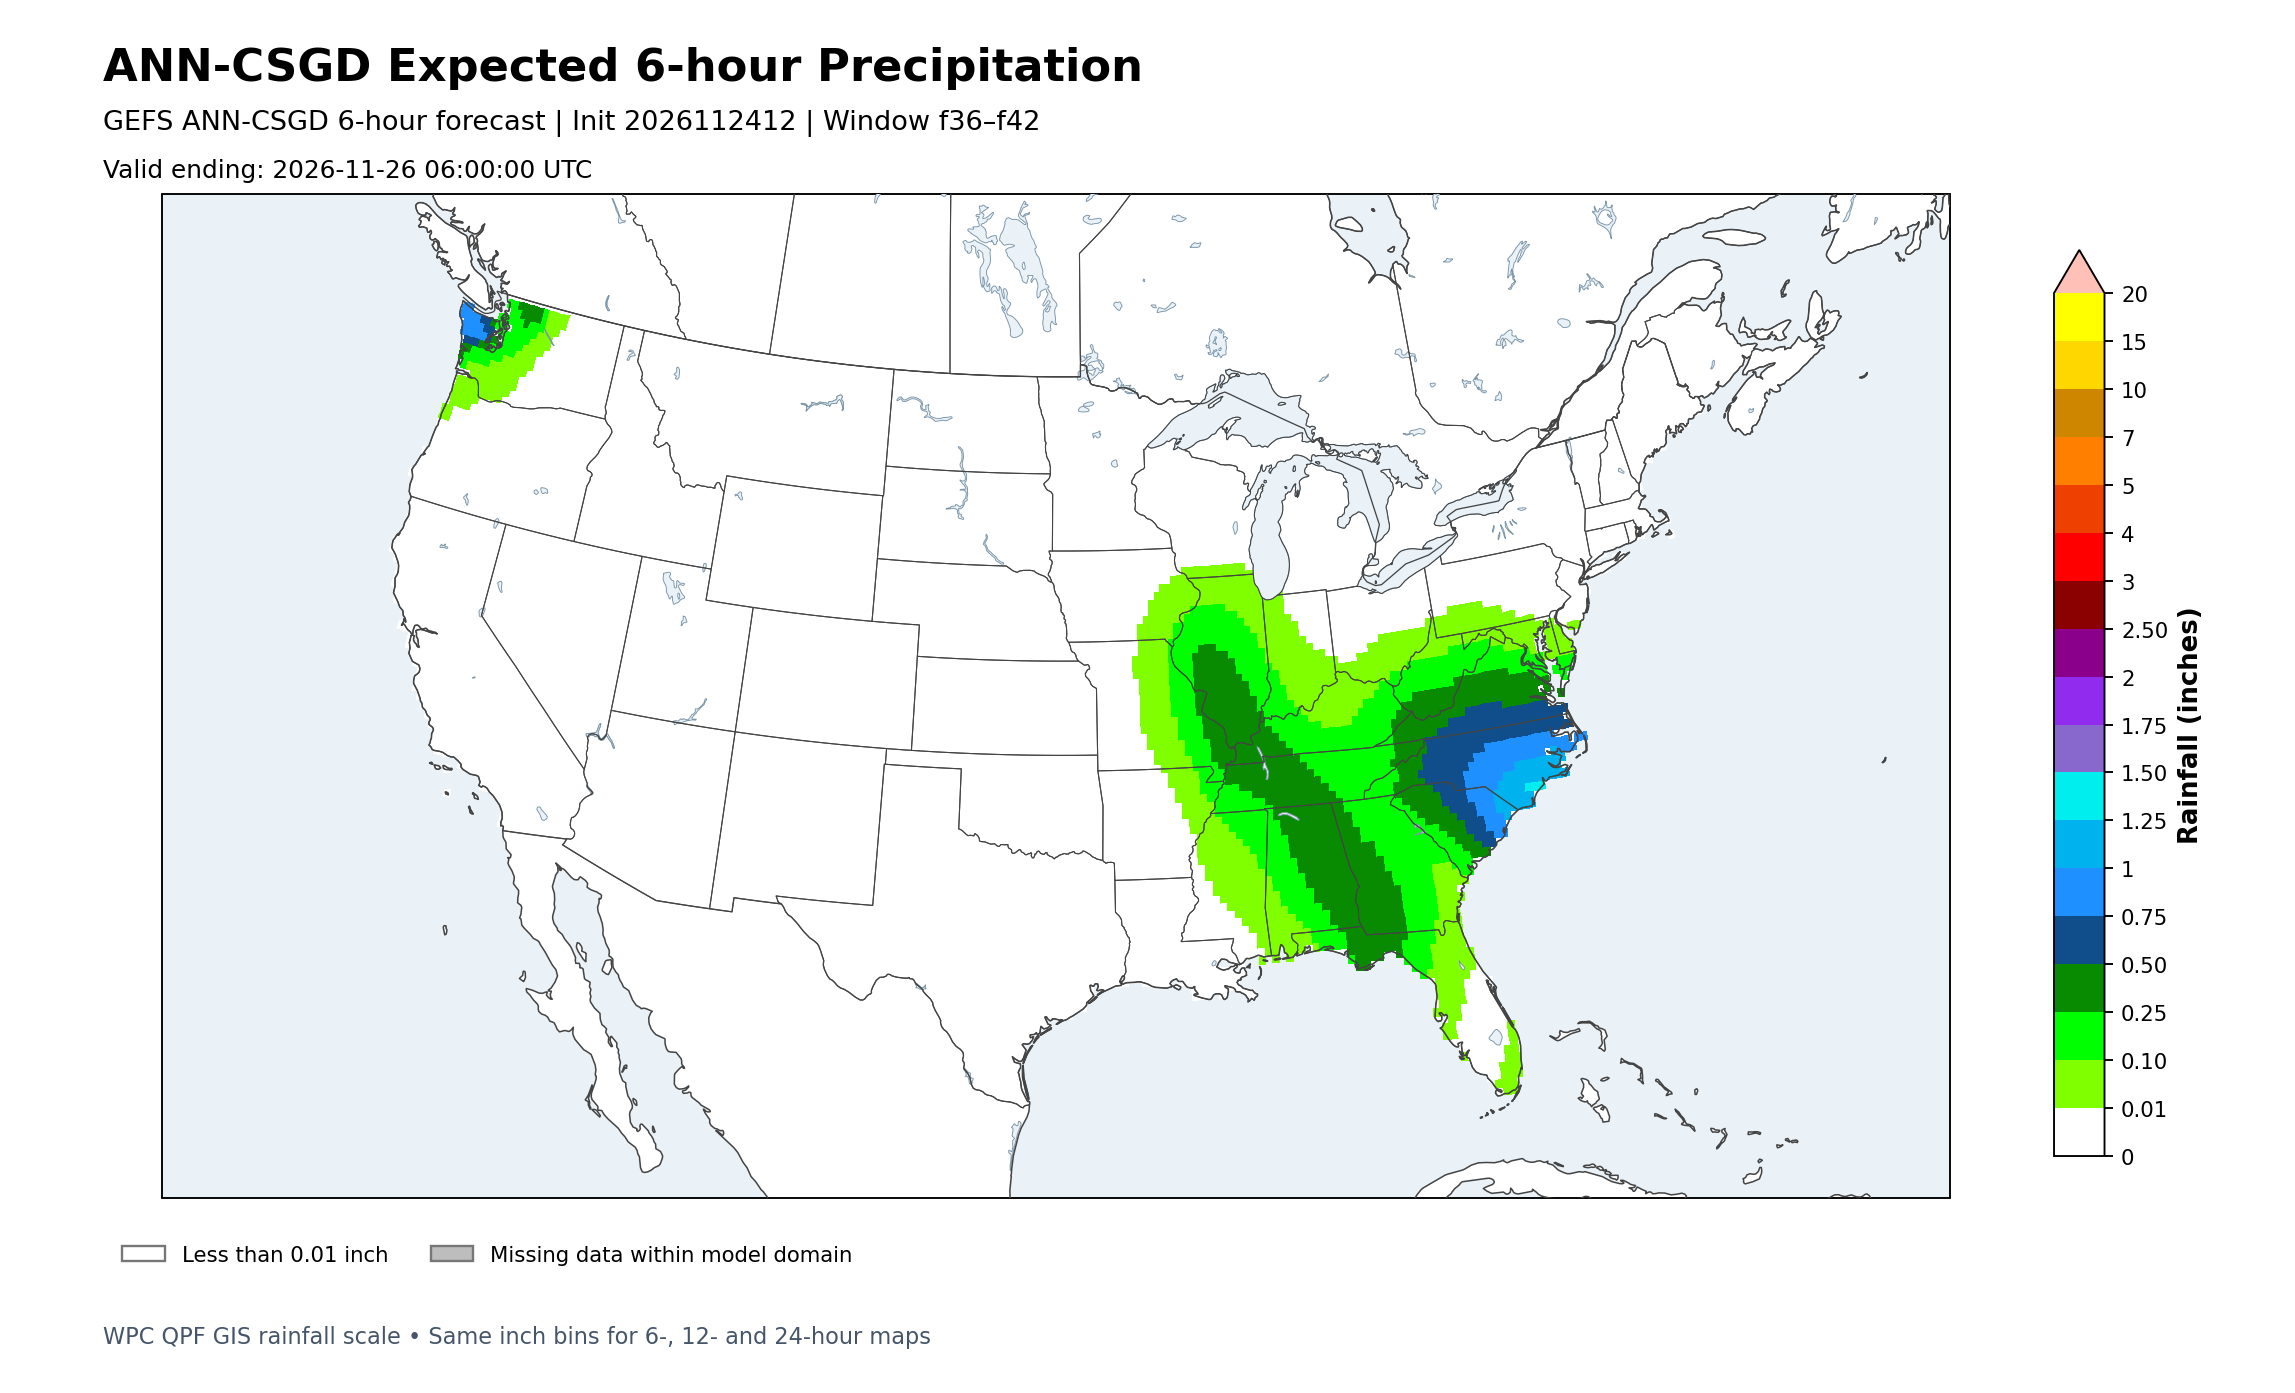 ANN-CSGD Expected 6-hour Precipitation
GEFS ANN-CSGD 6-hour forecast | Init 2026112412 | Window f36–f42
Valid ending: 2026-11-26 06:00:00 UTC
20
15
10
7
5
4
3
2.50
2
1.75
1.50
1.25
1
0.75
0.50
0.25
0.10
0.01
0
Rainfall (inches)
Less than 0.01 inch
Missing data within model domain
WPC QPF GIS rainfall scale • Same inch bins for 6-, 12- and 24-hour maps